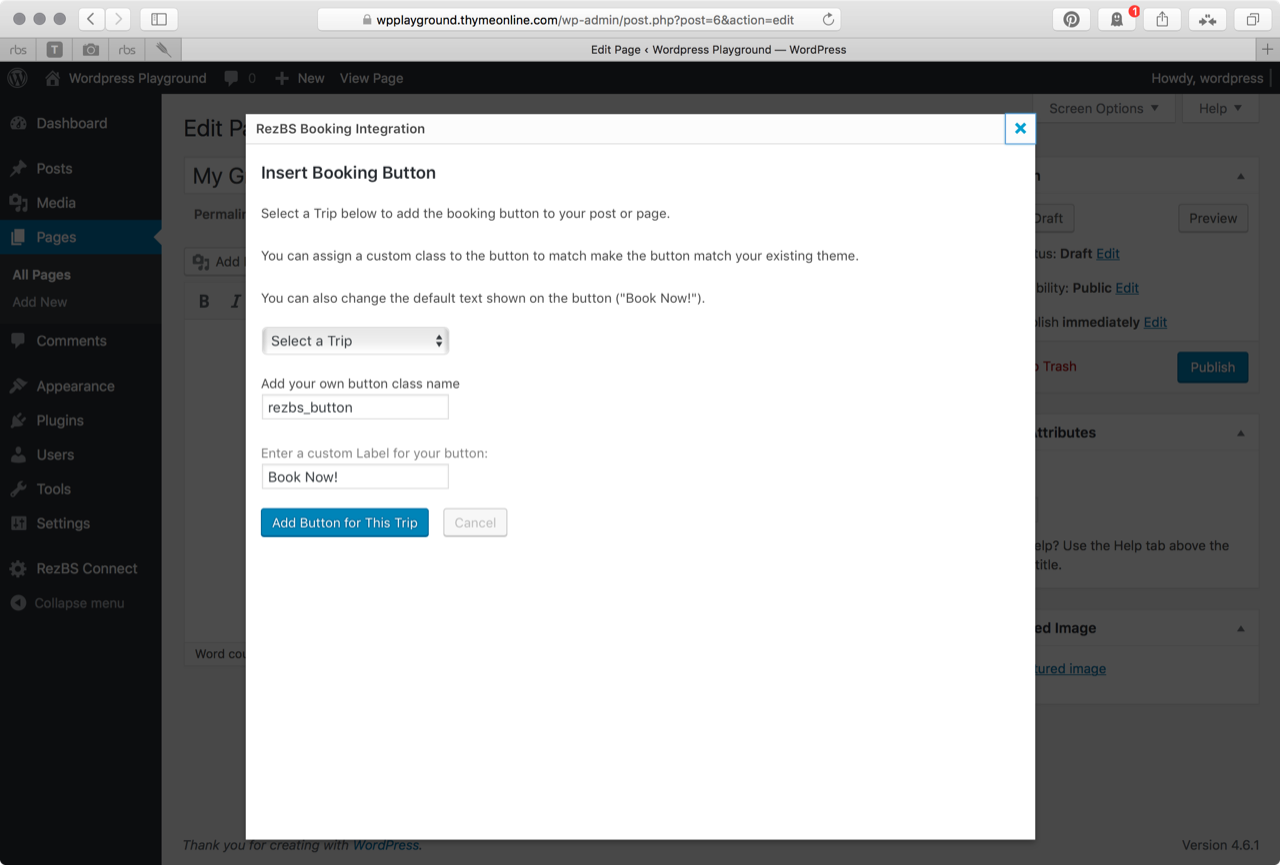 wpplayground.thymeonline.com/wp-admin/post.php?post=6&action=edit
1
rbs
T
rbs
Edit Page ‹ Wordpress Playground — WordPress
Wordpress Playground
0
New
View Page
Howdy, wordpress
Dashboard
Posts
Media
Pages
All Pages
Add New
Comments
Appearance
Plugins
Users
Tools
Settings
RezBS Connect
Collapse menu
Screen Options
Help
Edit Pa
My G
Permalin
Add
B I
Word cou
RezBS Booking Integration
Insert Booking Button
Select a Trip below to add the booking button to your post or page.
You can assign a custom class to the button to match make the button match your existing theme.
You can also change the default text shown on the button ("Book Now!").
Select a Trip
Add your own button class name
rezbs_button
Enter a custom Label for your button:
Book Now!
Add Button for This Trip
Cancel
Draft
Preview
tus: Draft Edit
bility: Public Edit
lish immediately Edit
Trash
Publish
ttributes
elp? Use the Help tab above the
title.
ed Image
tured image
Thank you for creating with WordPress.
Version 4.6.1